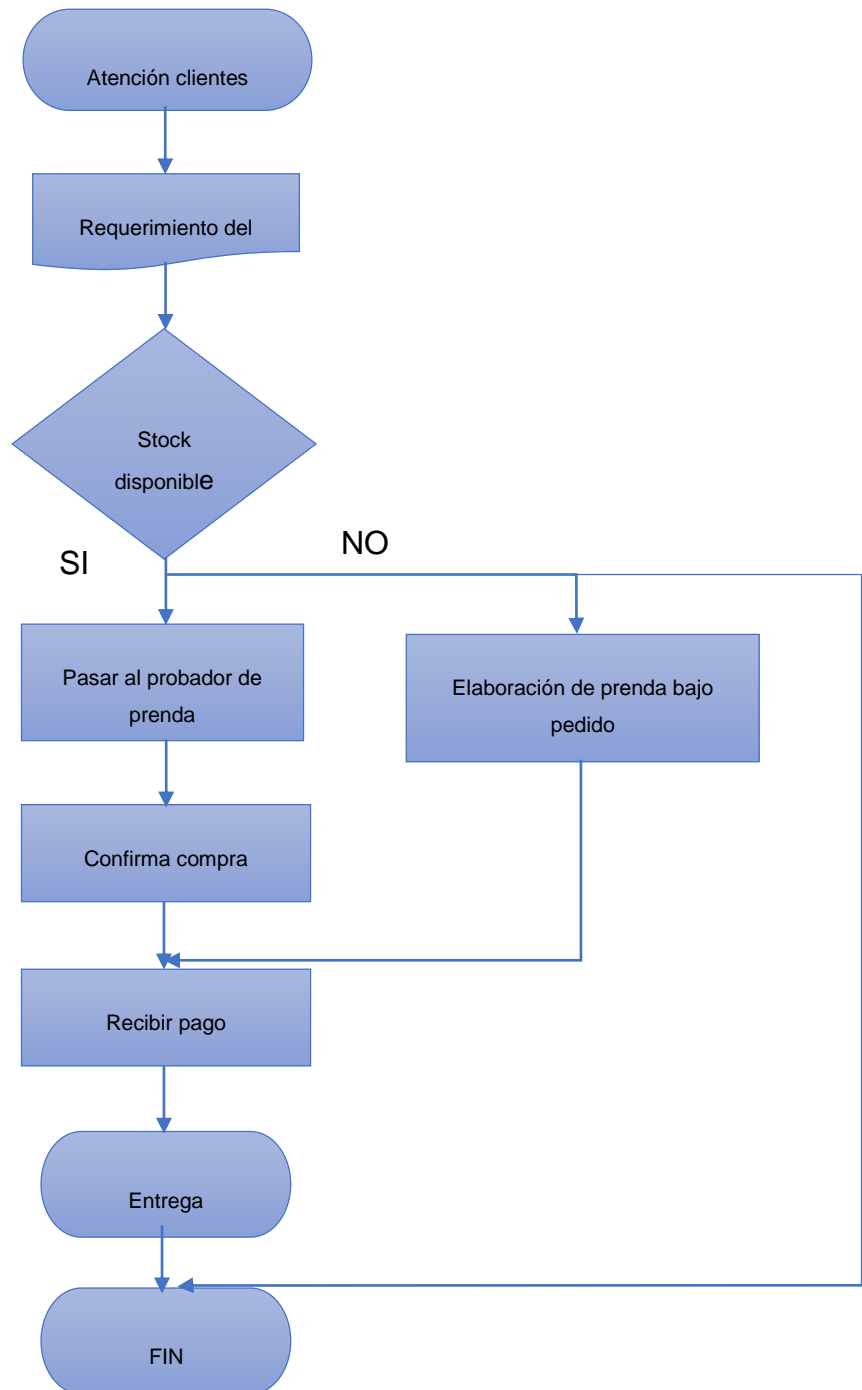 Atención clientes
Requerimiento del
Stock
disponible
SI
NO
Pasar al probador de
prenda
Elaboración de prenda bajo
pedido
Confirma compra
Recibir pago
Entrega
FIN